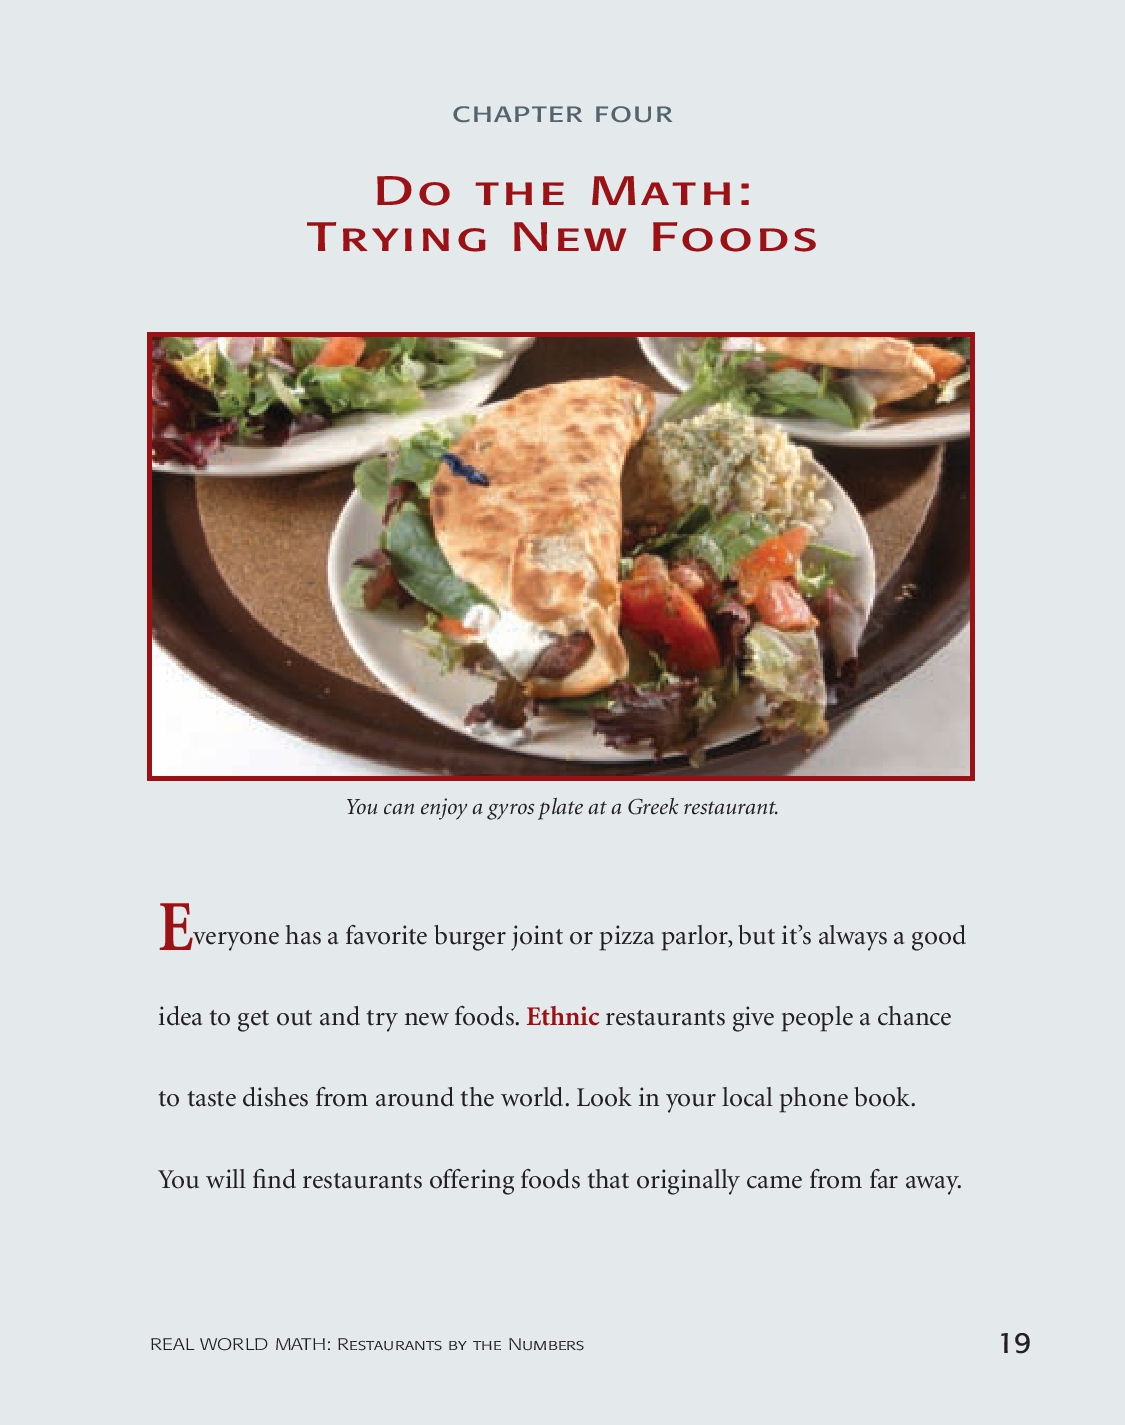 CHAPTER FOUR
DO THE MATH:
TRYING NEW FOODS
You can enjoy a gyros plate at a Greek restaurant.
Everyone has a favorite burger joint or pizza parlor, but it’s always a good
idea to get out and try new foods. Ethnic restaurants give people a chance
to taste dishes from around the world. Look in your local phone book.
You will find restaurants offering foods that originally came from far away.
REAL WORLD MATH: RESTAURANTS BY THE NUMBERS
19